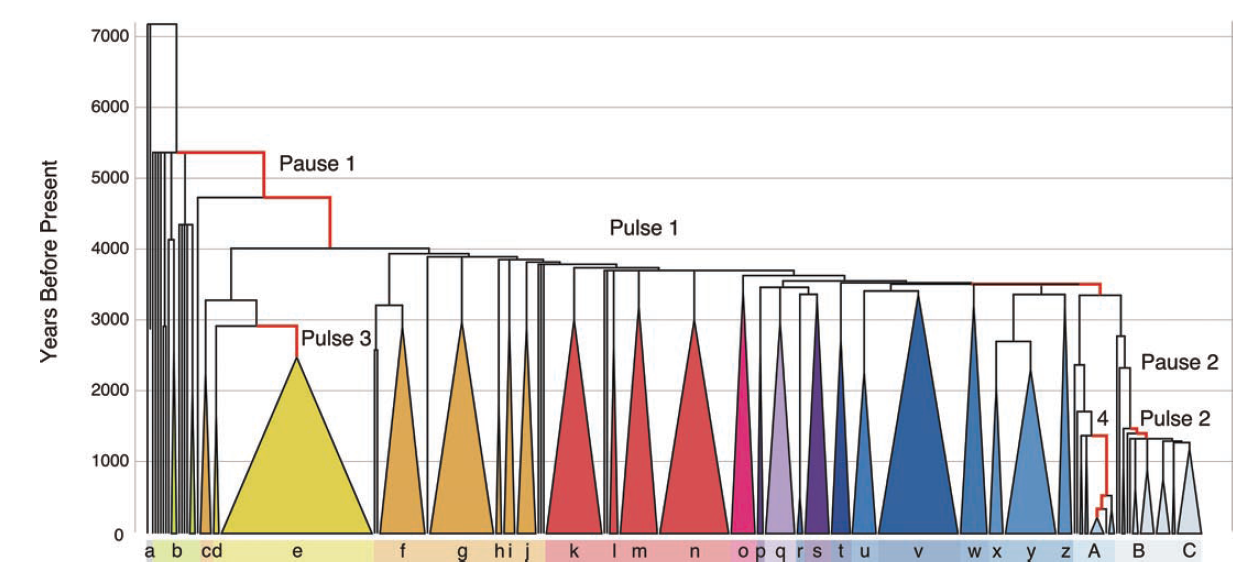 7000
6000
Pause 1
5000
Pulse 1
4000
3000
Pulse 3
Pause 2
2000
4 Pulse 2
1000
0
Years Before Present
a b c d e f g h i j k l m n o p q r s t u v w x y z A B C